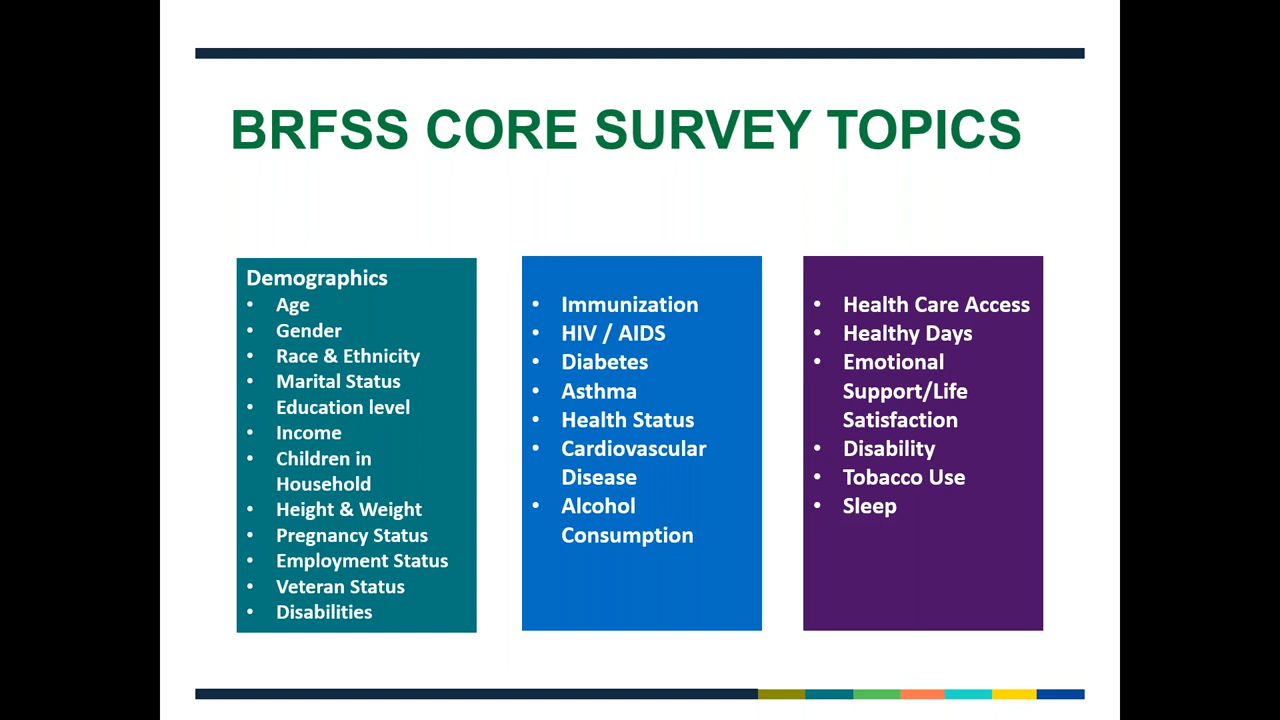 BRFSS CORE SURVEY TOPICS
Demographics
• Age
• Gender
• Race & Ethnicity
• Marital Status
• Education level
• Income
• Children in
Household
• Height & Weight
• Pregnancy Status
• Employment Status
• Veteran Status
• Disabilities
• Immunization
• HIV / AIDS
• Diabetes
• Asthma
• Health Status
• Cardiovascular
Disease
• Alcohol
Consumption
• Health Care Access
• Healthy Days
• Emotional
Support/Life
Satisfaction
• Disability
• Tobacco Use
• Sleep